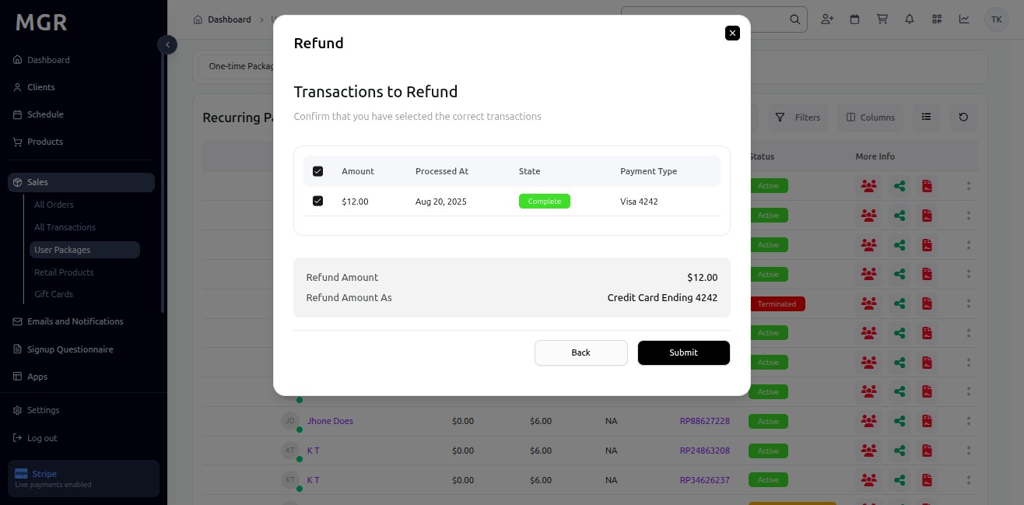 MGR
Dashboard
Clients
Schedule
Products
Sales
All Orders
All Transactions
User Packages
Retail Products
Gift Cards
Emails and Notifications
Signup Questionnaire
Apps
Settings
Log out
Stripe
Live payments enabled
Dashboard
TK
One-time Packag
Recurring Pa
Filters
Columns
Status
More Info
Active
Active
Active
Active
Terminated
Active
Active
Active
JD Jhone Does $0.00 $6.00 NA RP88627228 Active
KT K T $0.00 $6.00 NA RP24863208 Active
KT K T $0.00 $6.00 NA RP34626237 Active
Refund
Transactions to Refund
Confirm that you have selected the correct transactions
Amount Processed At State Payment Type
$12.00 Aug 20, 2025 Complete Visa 4242
Refund Amount $12.00
Refund Amount As Credit Card Ending 4242
Back
Submit